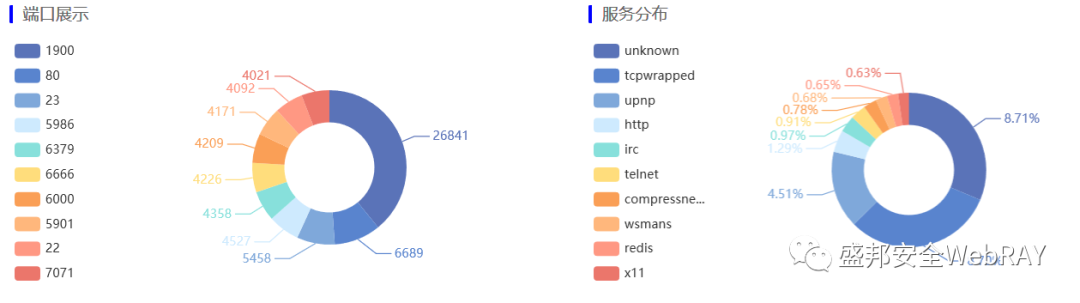 端口展示
1900
80
23
5986
6379
6666
6000
5901
22
7071
4021
4092
4171
4209
4226
4358
4527
5458
6689
26841
服务分布
unknown
tcpwrapped
upnp
http
irc
telnet
compressne...
wsmans
redis
x11
0.63%
0.65%
0.68%
0.78%
0.91%
0.97%
1.29%
4.51%
8.71%
盛邦安全WebRAY